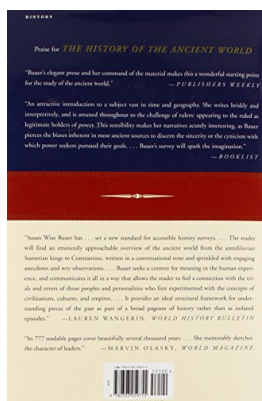 HISTORY
Praise for THE HISTORY OF THE ANCIENT WORLD
"Bauer's elegant prose and her command of the material makes this a wonderful starting point
for the study of the ancient world."     —PUBLISHERS WEEKLY
"An attractive introduction to a subject vast in time and geography. She writes briskly and
interpretively, and is attuned throughout to the challenge of rulers: appearing to the ruled as
legitimate holders of power. This sensibility makes her narratives acutely interesting, as Bauer
pierces the biases inherent in most ancient sources to discern the sincerity or the cynicism with
which power seekers pursued their goals. . . . Bauer's survey will spark the imagination."
—BOOKLIST
"Susan Wise Bauer has . . . set a new standard for accessible history surveys. . . . The reader
will find an eminently approachable overview of the ancient world from the antediluvian
Sumerian kings to Constantine, written in a conversational tone and sprinkled with engaging
anecdotes and wry observations. . . . Bauer seeks a context for meaning in the human experi-
ence, and communicates it all in a way that allows the reader to feel a connection with the tri-
als and errors of those peoples and personalities who first experimented with the concepts of
civilizations, cultures, and empires. . . . It provides an ideal structural framework for under-
standing pieces of the past as part of a broad pageant of history rather than as isolated
episodes."     —LAUREN WANGERIN, WORLD HISTORY BULLETIN
"Its 777 readable pages cover beautifully several thousand years. . . . She memorably sketches
the character of leaders."     —MARVIN OLASKY, WORLD MAGAZINE